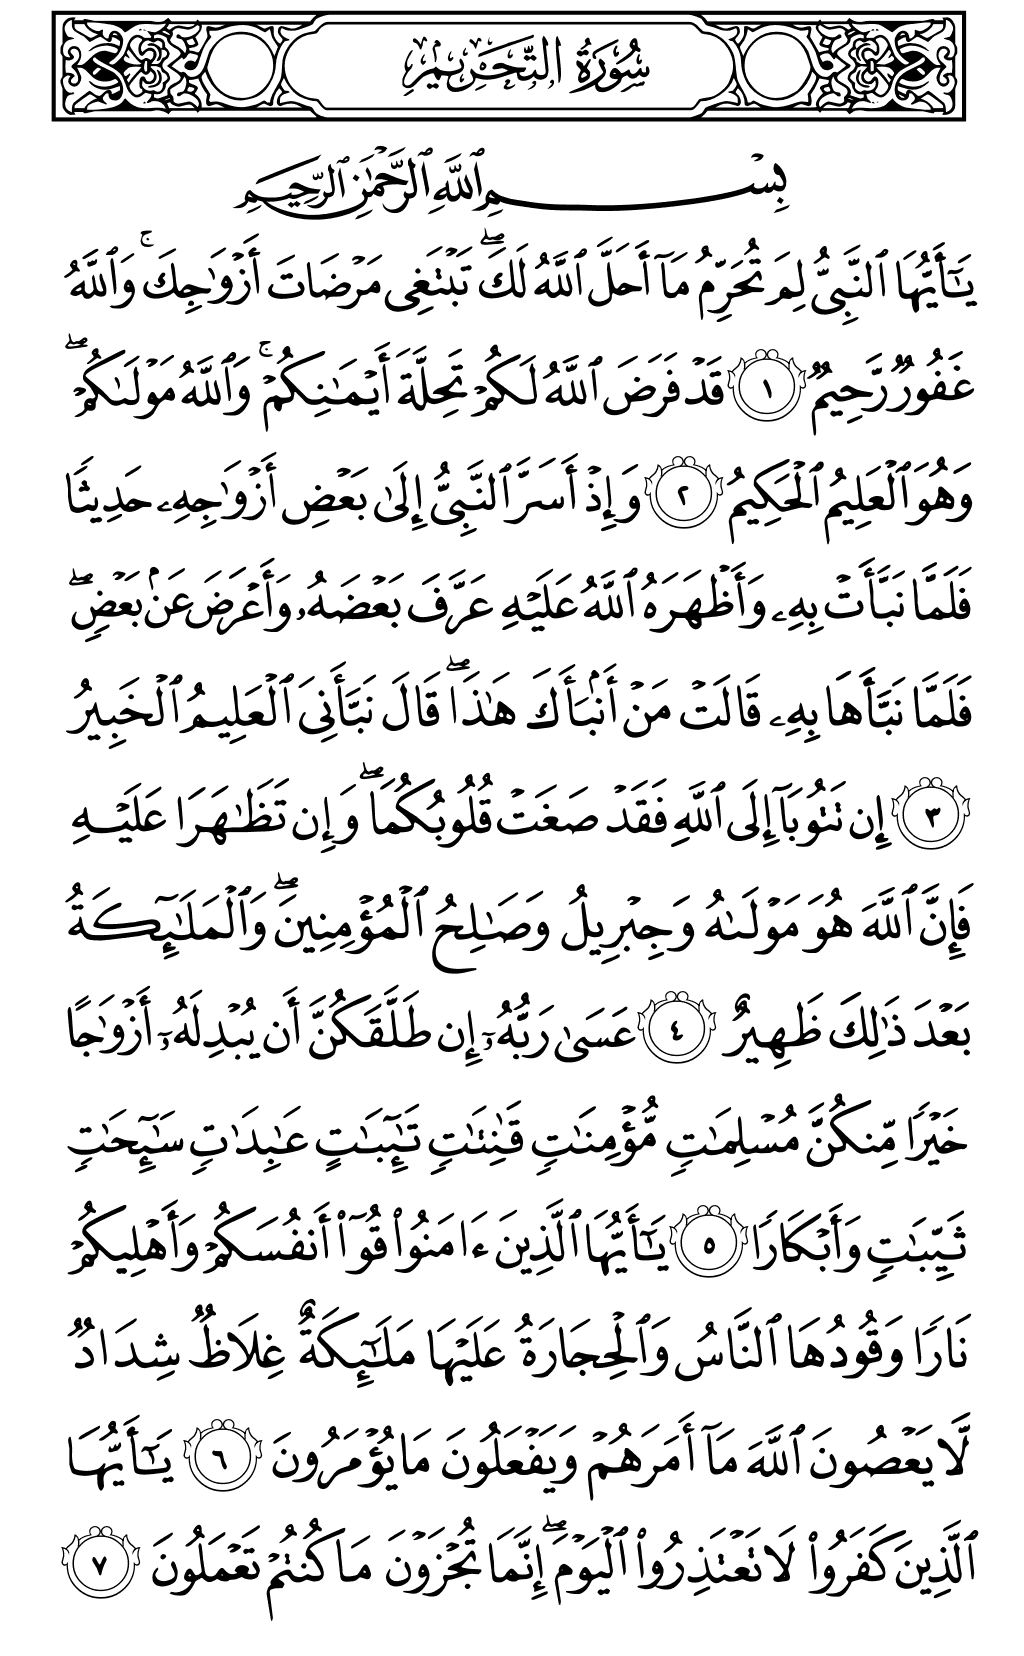 سُورَةُ التَّحْرِيمِ
بِسْمِ ٱللَّهِ ٱلرَّحْمَٰنِ ٱلرَّحِيمِ
يَٰٓأَيُّهَا ٱلنَّبِىُّ لِمَ تُحَرِّمُ مَآ أَحَلَّ ٱللَّهُ لَكَ ۖ تَبْتَغِى مَرْضَاتَ أَزْوَٰجِكَ ۚ وَٱللَّهُ
غَفُورٌ رَّحِيمٌ ١ قَدْ فَرَضَ ٱللَّهُ لَكُمْ تَحِلَّةَ أَيْمَٰنِكُمْ ۚ وَٱللَّهُ مَوْلَىٰكُمْ ۖ
وَهُوَ ٱلْعَلِيمُ ٱلْحَكِيمُ ٢ وَإِذْ أَسَرَّ ٱلنَّبِىُّ إِلَىٰ بَعْضِ أَزْوَٰجِهِۦ حَدِيثًا
فَلَمَّا نَبَّأَتْ بِهِۦ وَأَظْهَرَهُ ٱللَّهُ عَلَيْهِ عَرَّفَ بَعْضَهُۥ وَأَعْرَضَ عَنۢ بَعْضٍ ۖ
فَلَمَّا نَبَّأَهَا بِهِۦ قَالَتْ مَنْ أَنۢبَأَكَ هَٰذَا ۖ قَالَ نَبَّأَنِىَ ٱلْعَلِيمُ ٱلْخَبِيرُ
٣ إِن تَتُوبَآ إِلَى ٱللَّهِ فَقَدْ صَغَتْ قُلُوبُكُمَا ۖ وَإِن تَظَٰهَرَا عَلَيْهِ
فَإِنَّ ٱللَّهَ هُوَ مَوْلَىٰهُ وَجِبْرِيلُ وَصَٰلِحُ ٱلْمُؤْمِنِينَ ۖ وَٱلْمَلَٰٓئِكَةُ
بَعْدَ ذَٰلِكَ ظَهِيرٌ ٤ عَسَىٰ رَبُّهُۥٓ إِن طَلَّقَكُنَّ أَن يُبْدِلَهُۥٓ أَزْوَٰجًا
خَيْرًا مِّنكُنَّ مُسْلِمَٰتٍ مُّؤْمِنَٰتٍ قَٰنِتَٰتٍ تَٰٓئِبَٰتٍ عَٰبِدَٰتٍ سَٰٓئِحَٰتٍ
ثَيِّبَٰتٍ وَأَبْكَارًا ٥ يَٰٓأَيُّهَا ٱلَّذِينَ ءَامَنُوا۟ قُوٓا۟ أَنفُسَكُمْ وَأَهْلِيكُمْ
نَارًا وَقُودُهَا ٱلنَّاسُ وَٱلْحِجَارَةُ عَلَيْهَا مَلَٰٓئِكَةٌ غِلَاظٌ شِدَادٌ
لَّا يَعْصُونَ ٱللَّهَ مَآ أَمَرَهُمْ وَيَفْعَلُونَ مَا يُؤْمَرُونَ ٦ يَٰٓأَيُّهَا
ٱلَّذِينَ كَفَرُوا۟ لَا تَعْتَذِرُوا۟ ٱلْيَوْمَ ۖ إِنَّمَا تُجْزَوْنَ مَا كُنتُمْ تَعْمَلُونَ ٧